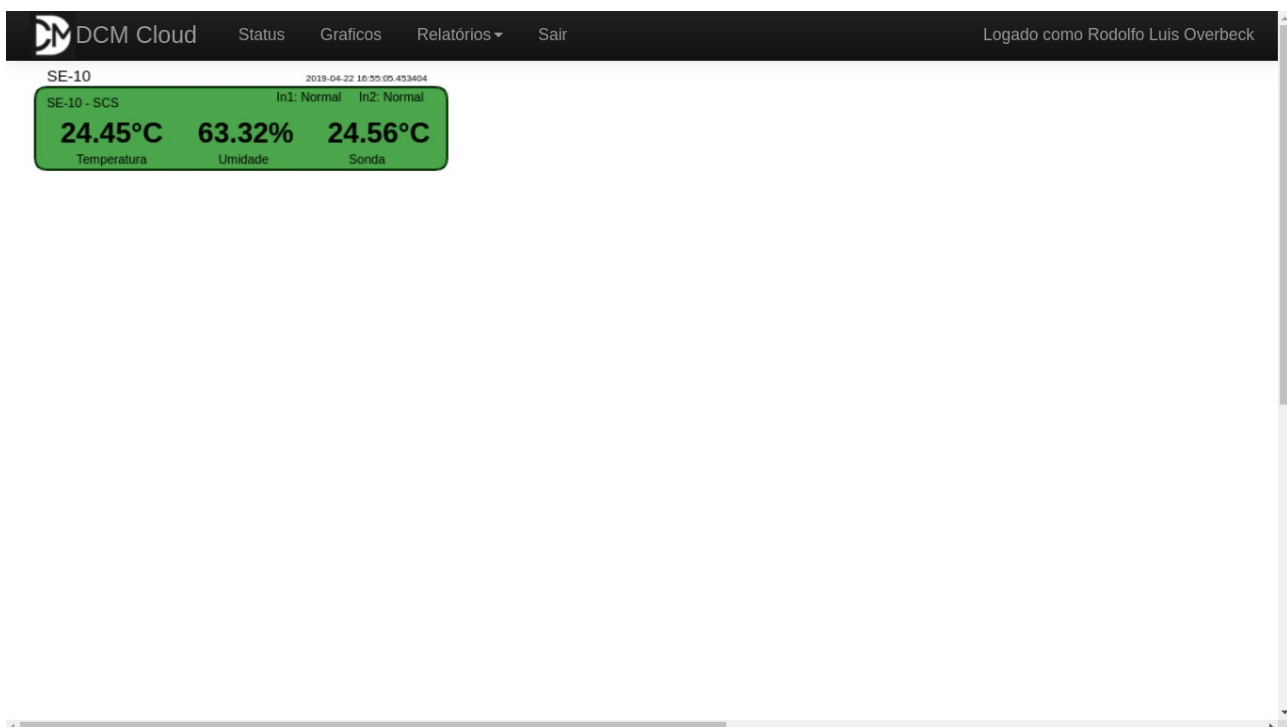 DCM Cloud Status Graficos Relatórios Sair Logado como Rodolfo Luis Overbeck
SE-10 2019-04-22 16:55:05.453404
SE-10 - SCS In1: Normal In2: Normal
24.45°C 63.32% 24.56°C
Temperatura Umidade Sonda